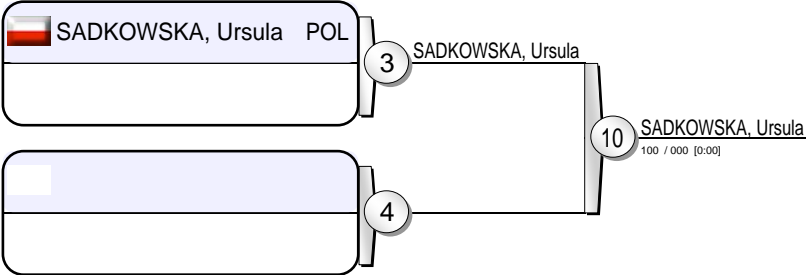 SADKOWSKA, Ursula POL
3
SADKOWSKA, Ursula
10
SADKOWSKA, Ursula
100 / 000 [0:00]
4